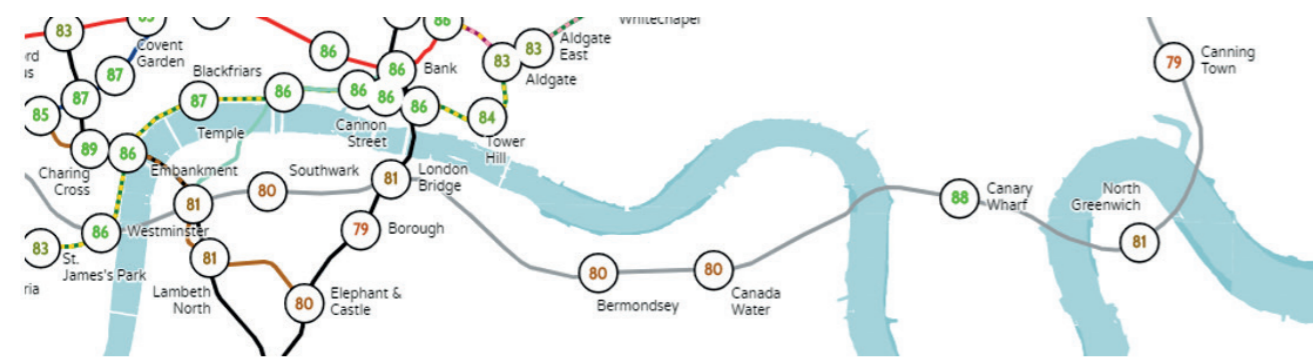 85
Whitechapel
86
83
83
Aldgate
East
Aldgate
Covent
Garden
87
86
86
Bank
79
Canning
Town
Blackfriars
87
85
87
86
86
86
86
84
Cannon
Street
Temple
Tower
Hill
89
86
Charing
Cross
Embankment
Southwark
80
81
London
Bridge
81
88
Canary
Wharf
North
Greenwich
81
86
Westminster
79
Borough
83
St.
James's Park
81
Lambeth
North
80
Elephant &
Castle
80
Bermondsey
80
Canada
Water